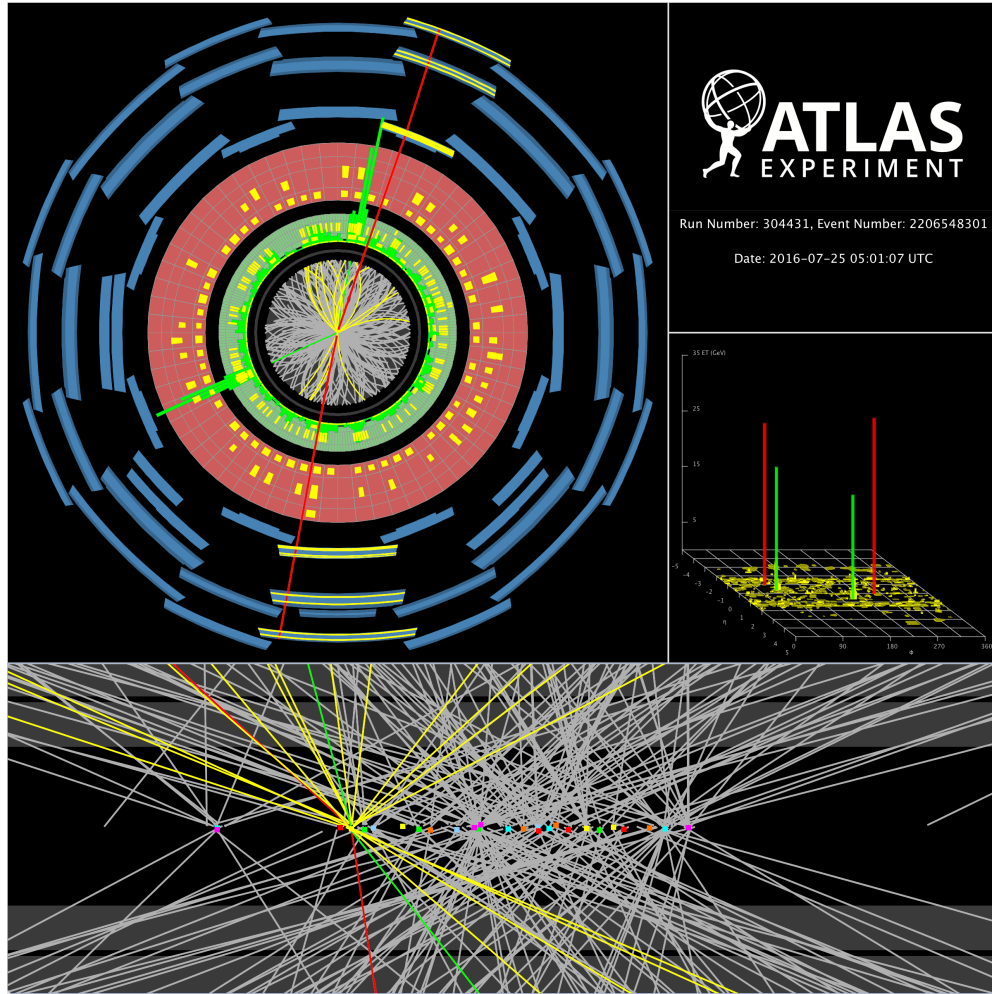 ATLAS
EXPERIMENT
Run Number: 304431, Event Number: 2206548301
Date: 2016-07-25 05:01:07 UTC
35 ET (GeV)
25
15
5
-5
-4
-3
-2
-1
0
1
2
3
4
5
η
0
90
180
270
360
Φ